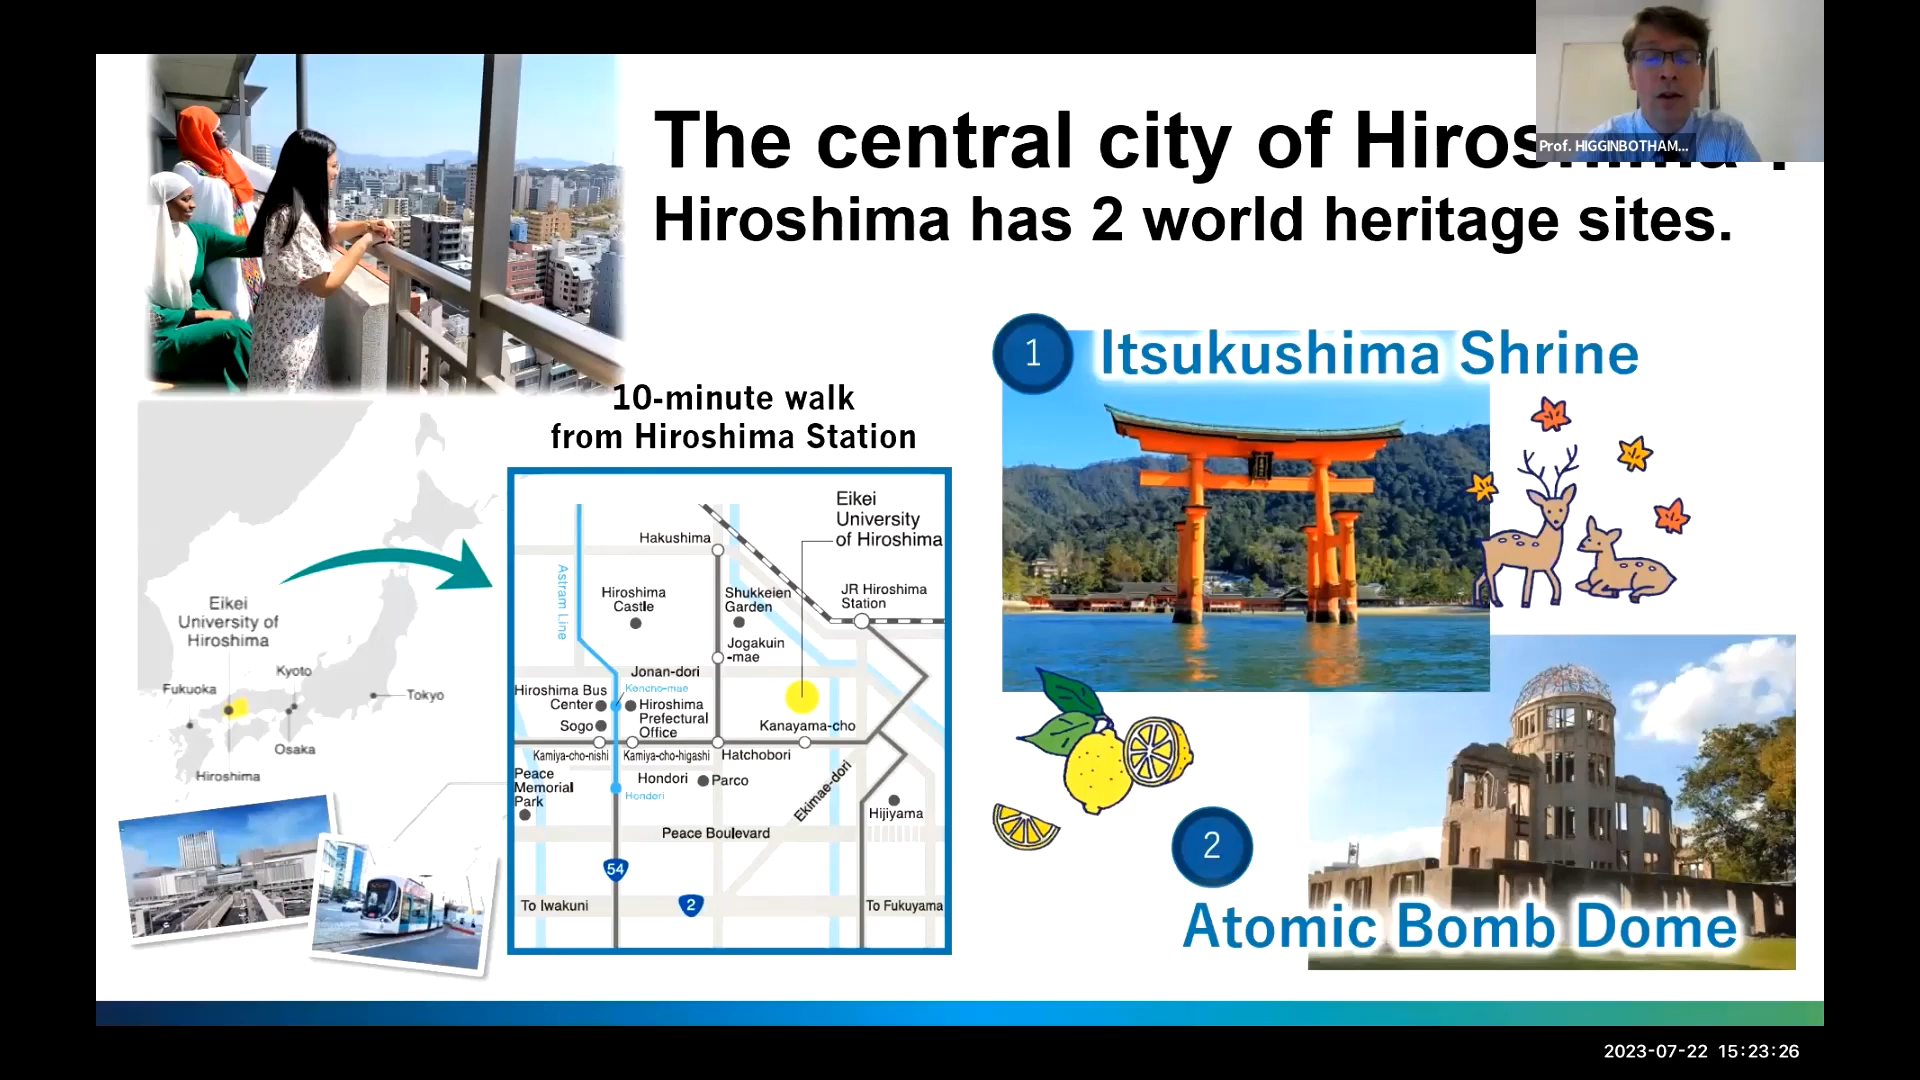 The central city of Hiroshima !
Hiroshima has 2 world heritage sites.
Prof. HIGGINBOTHAM...
10-minute walk
from Hiroshima Station
1
Itsukushima Shrine
Eikei
University of
Hiroshima
Kyoto
Fukuoka
Tokyo
Osaka
Hiroshima
Eikei
University
of Hiroshima
Hakushima
Astram Line
Hiroshima
Castle
Shukkeien
Garden
JR Hiroshima
Station
Jogakuin
-mae
Jonan-dori
Hiroshima Bus
Center
Kencho-mae
Hiroshima
Prefectural
Office
Sogo
Kanayama-cho
Kamiya-cho-nishi
Kamiya-cho-higashi
Hatchobori
Peace
Memorial
Park
Hondori
Parco
Hondori
Ekimae-dori
Hijiyama
Peace Boulevard
54
To Iwakuni
2
To Fukuyama
2
Atomic Bomb Dome
2023-07-22 15:23:26